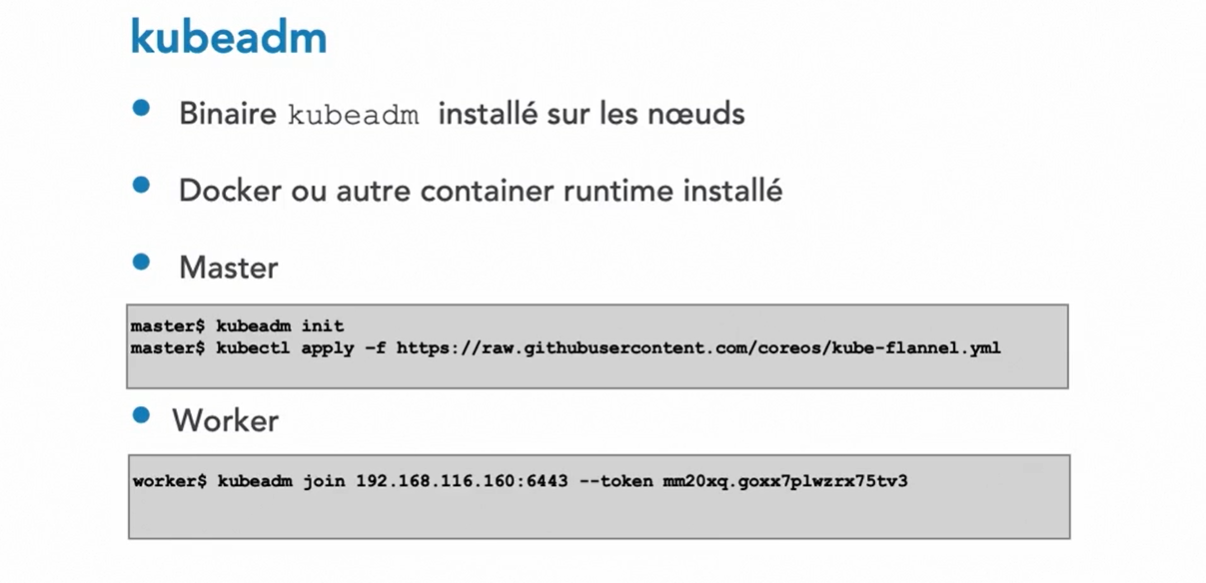 kubeadm
Binaire kubeadm installé sur les nœuds
Docker ou autre container runtime installé
Master
master$ kubeadm init
master$ kubectl apply -f https://raw.githubusercontent.com/coreos/kube-flannel.yml
Worker
worker$ kubeadm join 192.168.116.160:6443 --token mm20xq.goxx7plwzrx75tv3